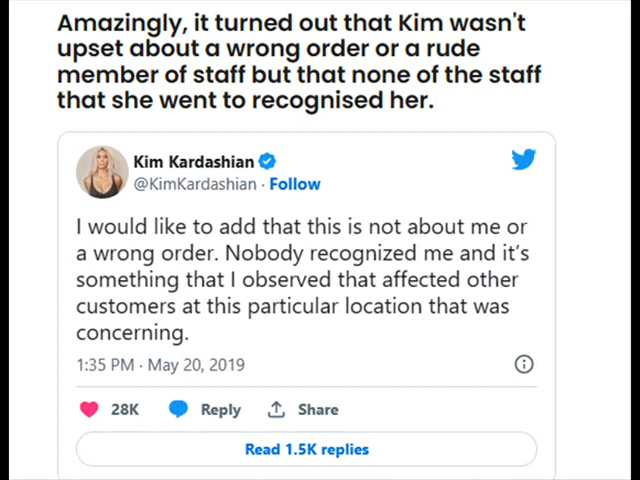 Amazingly, it turned out that Kim wasn't
upset about a wrong order or a rude
member of staff but that none of the staff
that she went to recognised her.
Kim Kardashian
@KimKardashian · Follow
I would like to add that this is not about me or
a wrong order. Nobody recognized me and it's
something that I observed that affected other
customers at this particular location that was
concerning.
1:35 PM · May 20, 2019
28K Reply Share
Read 1.5K replies